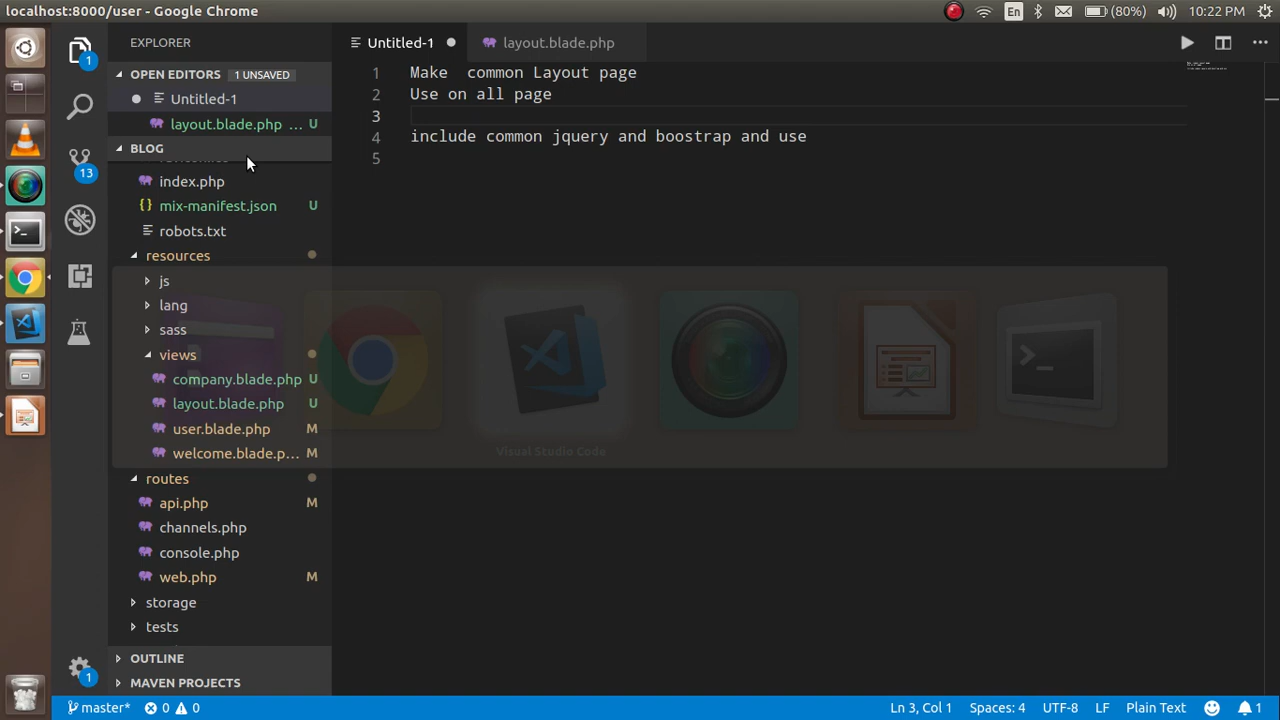 localhost:8000/user - Google Chrome
En
(80%)
10:22 PM
EXPLORER
Untitled-1
layout.blade.php
1
OPEN EDITORS 1 UNSAVED
Untitled-1
layout.blade.php ... U
BLOG
13
index.php
mix-manifest.json U
robots.txt
resources
js
lang
sass
views
company.blade.php U
layout.blade.php U
user.blade.php M
welcome.blade.p... M
routes
api.php M
channels.php
console.php
web.php M
storage
tests
OUTLINE
MAVEN PROJECTS
1
1 Make  common Layout page
2 Use on all page
3
4 include common jquery and boostrap and use
5
Visual Studio Code
master* 0 0
Ln 3, Col 1 Spaces: 4 UTF-8 LF Plain Text 1